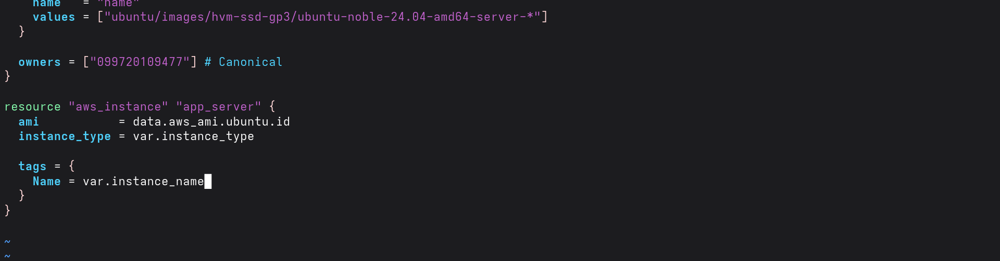 name   = "name"
    values = ["ubuntu/images/hvm-ssd-gp3/ubuntu-noble-24.04-amd64-server-*"]
  }

  owners = ["099720109477"] # Canonical
}

resource "aws_instance" "app_server" {
  ami           = data.aws_ami.ubuntu.id
  instance_type = var.instance_type

  tags = {
    Name = var.instance_name
  }
}

~
~